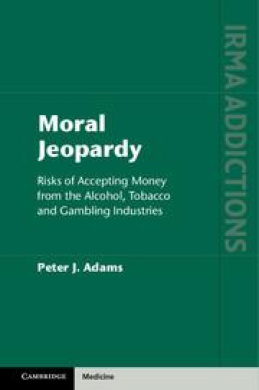 IRMA ADDICTIONS
Moral
Jeopardy
Risks of Accepting Money
from the Alcohol, Tobacco
and Gambling Industries
Peter J. Adams
CAMBRIDGE
Medicine